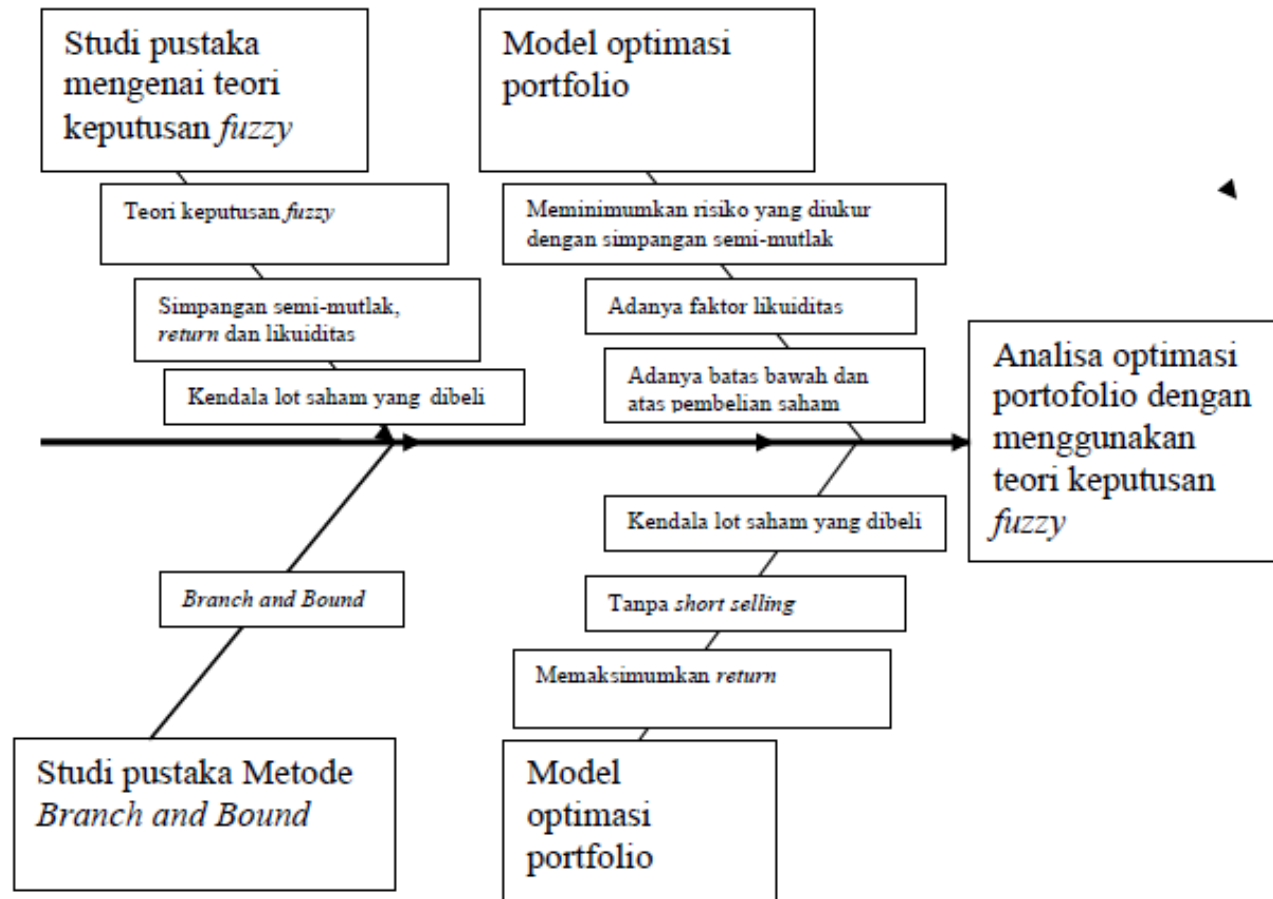 Studi pustaka
mengenai teori
keputusan fuzzy
Teori keputusan fuzzy
Simpangan semi-mutlak,
return dan likuiditas
Kendala lot saham yang dibeli
Model optimasi
portfolio
Meminimumkan risiko yang diukur
dengan simpangan semi-mutlak
Adanya faktor likuiditas
Adanya batas bawah dan
atas pembelian saham
Analisa optimasi
portofolio dengan
menggunakan
teori keputusan
fuzzy
Branch and Bound
Studi pustaka Metode
Branch and Bound
Kendala lot saham yang dibeli
Tanpa short selling
Memaksimumkan return
Model
optimasi
portfolio